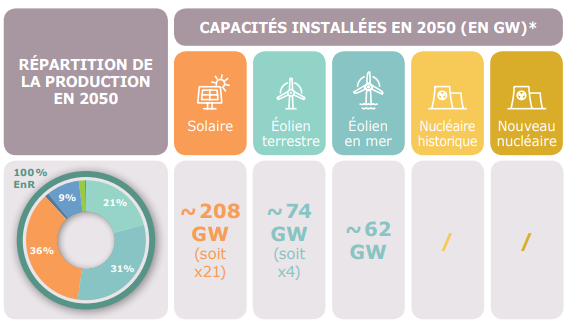 RÉPARTITION DE
LA PRODUCTION
EN 2050
CAPACITÉS INSTALLÉES EN 2050 (EN GW)*
Solaire
Éolien
terrestre
Éolien
en mer
Nucléaire
historique
Nouveau
nucléaire
100 %
EnR
9%
21%
36%
31%
~ 208
GW
(soit
x21)
~ 74
GW
(soit
x4)
~ 62
GW
/
/